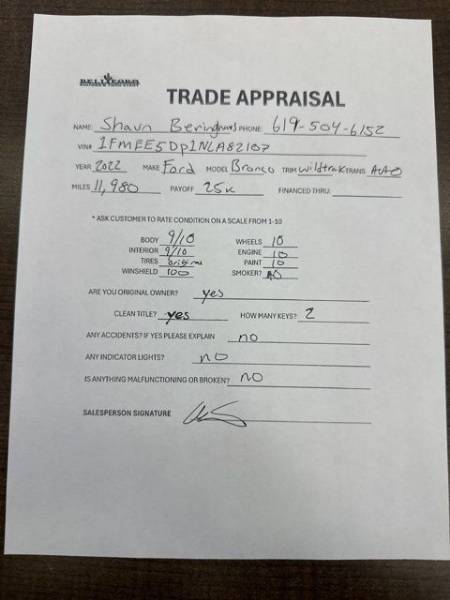 BELL FORD
TRADE APPRAISAL
NAME: Shaun PHONE: 619-504-6152
VIN# 1FMEE5DP1NLA82107
YEAR 2022 MAKE Ford MODEL Bronco TRIM wildtrak TRANS AUTO
MILES 11,980 PAYOFF 25K FINANCED THRU:
* ASK CUSTOMER TO RATE CONDITION ON A SCALE FROM 1-10
BODY 9/10 WHEELS 10
INTERIOR 9/10 ENGINE 10
TIRES PAINT 10
WINSHIELD 100 SMOKER? NO
ARE YOU ORIGINAL OWNER? yes
CLEAN TITLE? yes HOW MANY KEYS? 2
ANY ACCIDENTS? IF YES PLEASE EXPLAIN no
ANY INDICATOR LIGHTS? no
IS ANYTHING MALFUNCTIONING OR BROKEN? NO
SALESPERSON SIGNATURE